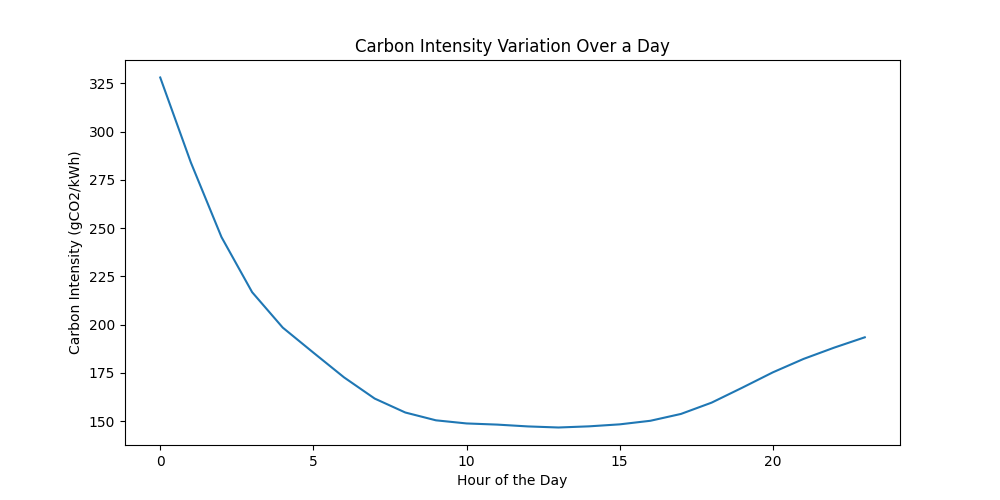 Carbon Intensity Variation Over a Day
Carbon Intensity (gCO2/kWh)
325
300
275
250
225
200
175
150
0 5 10 15 20
Hour of the Day